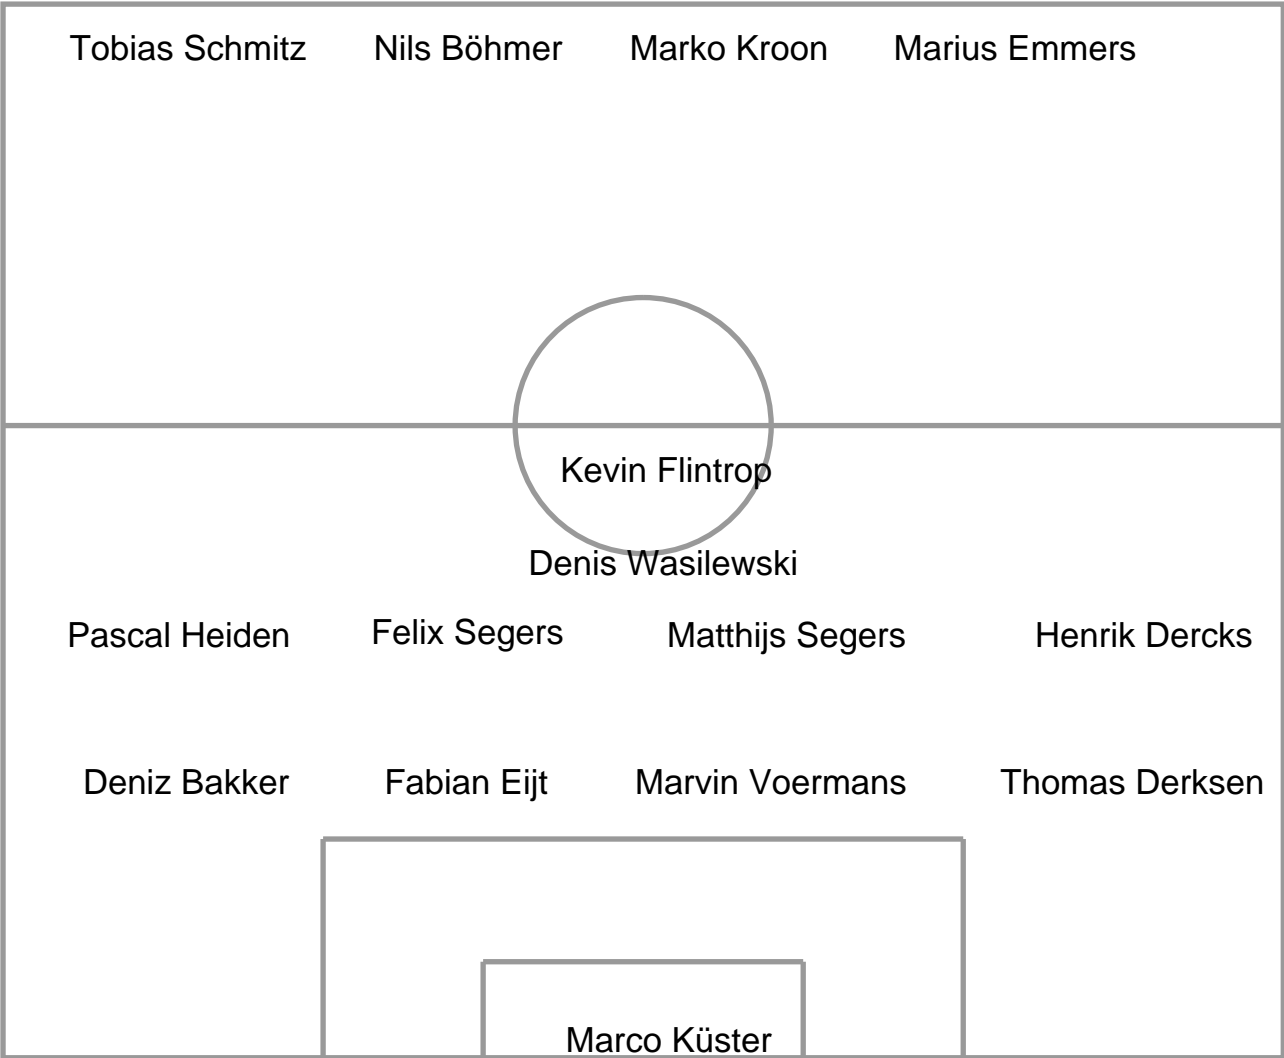 Tobias Schmitz Nils Böhmer Marko Kroon Marius Emmers
Kevin Flintrop
Denis Wasilewski
Pascal Heiden Felix Segers Matthijs Segers Henrik Dercks
Deniz Bakker Fabian Eijt Marvin Voermans Thomas Derksen
Marco Küster